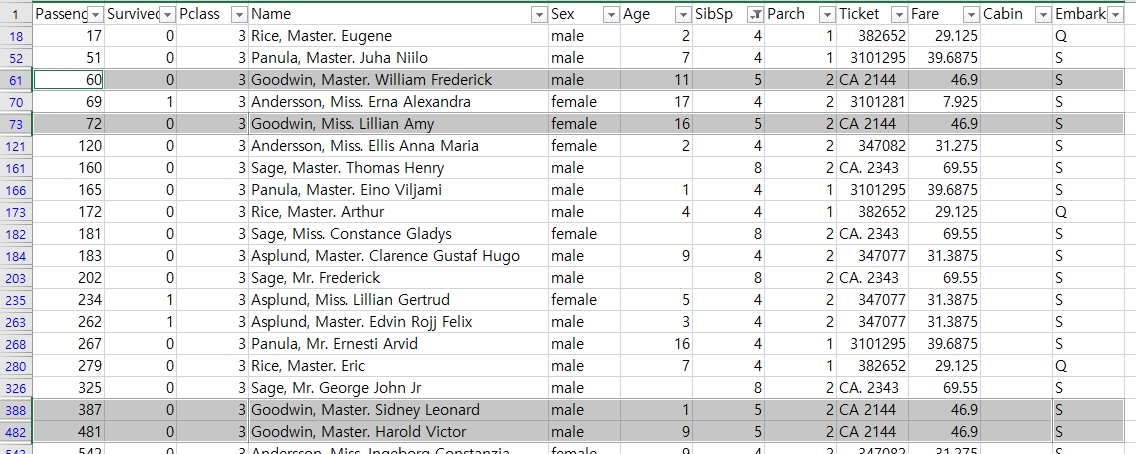 1 Passeng Survived Pclass Name Sex Age SibSp Parch Ticket Fare Cabin Embark
18 17 0 3 Rice, Master. Eugene male 2 4 1 382652 29.125 Q
52 51 0 3 Panula, Master. Juha Niilo male 7 4 1 3101295 39.6875 S
61 60 0 3 Goodwin, Master. William Frederick male 11 5 2 CA 2144 46.9 S
70 69 1 3 Andersson, Miss. Erna Alexandra female 17 4 2 3101281 7.925 S
73 72 0 3 Goodwin, Miss. Lillian Amy female 16 5 2 CA 2144 46.9 S
121 120 0 3 Andersson, Miss. Ellis Anna Maria female 2 4 2 347082 31.275 S
161 160 0 3 Sage, Master. Thomas Henry male 8 2 CA. 2343 69.55 S
166 165 0 3 Panula, Master. Eino Viljami male 1 4 1 3101295 39.6875 S
173 172 0 3 Rice, Master. Arthur male 4 4 1 382652 29.125 Q
182 181 0 3 Sage, Miss. Constance Gladys female 8 2 CA. 2343 69.55 S
184 183 0 3 Asplund, Master. Clarence Gustaf Hugo male 9 4 2 347077 31.3875 S
203 202 0 3 Sage, Mr. Frederick male 8 2 CA. 2343 69.55 S
235 234 1 3 Asplund, Miss. Lillian Gertrud female 5 4 2 347077 31.3875 S
263 262 1 3 Asplund, Master. Edvin Rojj Felix male 3 4 2 347077 31.3875 S
268 267 0 3 Panula, Mr. Ernesti Arvid male 16 4 1 3101295 39.6875 S
280 279 0 3 Rice, Master. Eric male 7 4 1 382652 29.125 Q
326 325 0 3 Sage, Mr. George John Jr male 8 2 CA. 2343 69.55 S
388 387 0 3 Goodwin, Master. Sidney Leonard male 1 5 2 CA 2144 46.9 S
482 481 0 3 Goodwin, Master. Harold Victor male 9 5 2 CA 2144 46.9 S
543 542 0 3 Andersson, Miss. Ingeborg Constanzia female 9 4 2 347082 31.275 S